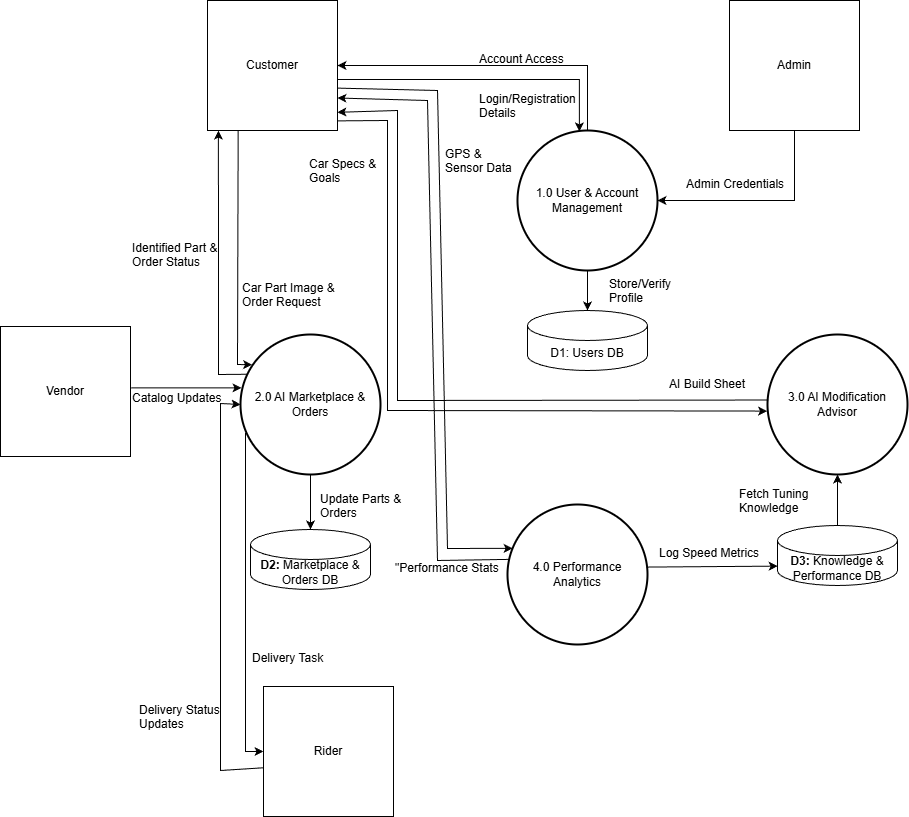 Customer
Admin
Account Access
Login/Registration
Details
Car Specs &
Goals
GPS &
Sensor Data
1.0 User & Account
Management
Admin Credentials
Identified Part &
Order Status
Car Part Image &
Order Request
Store/Verify
Profile
D1: Users DB
Vendor
Catalog Updates
2.0 AI Marketplace &
Orders
AI Build Sheet
3.0 AI Modification
Advisor
Update Parts &
Orders
Fetch Tuning
Knowledge
D2: Marketplace &
Orders DB
"Performance Stats
4.0 Performance
Analytics
Log Speed Metrics
D3: Knowledge &
Performance DB
Delivery Task
Delivery Status
Updates
Rider